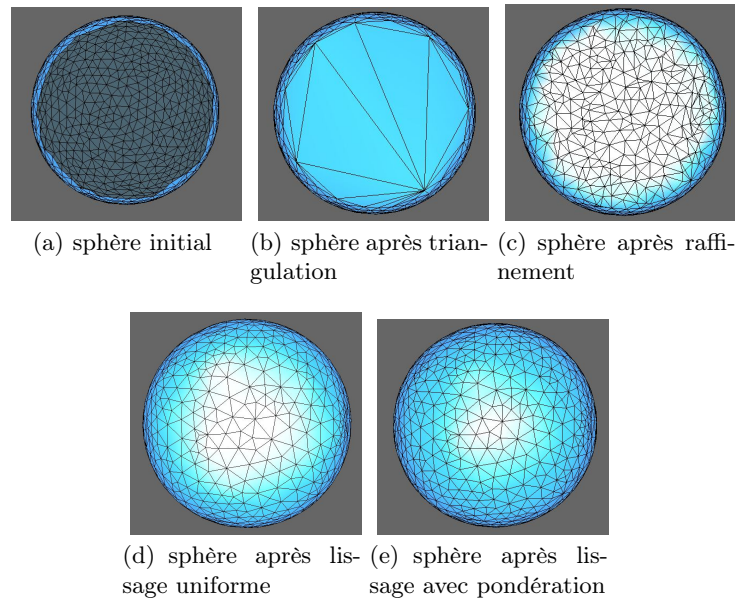 (a) sphère initial
(b) sphère après trian-
gulation
(c) sphère après raffi-
nement
(d) sphère après lis-
sage uniforme
(e) sphère après lis-
sage avec pondération